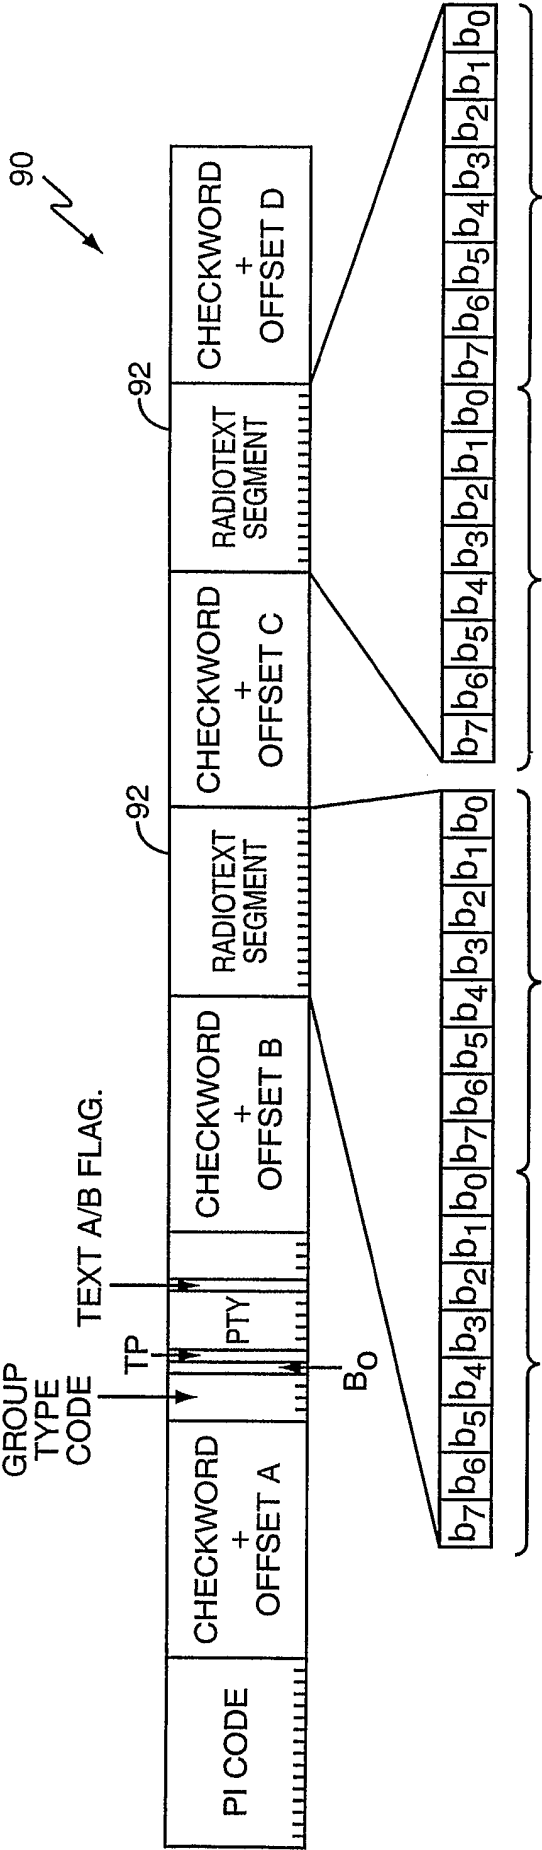 90
GROUP
TYPE
CODE
TP
TEXT A/B FLAG.
92
92
PI CODE
CHECKWORD
+
OFFSET A
PTY
CHECKWORD
+
OFFSET B
RADIOTEXT
SEGMENT
CHECKWORD
+
OFFSET C
RADIOTEXT
SEGMENT
CHECKWORD
+
OFFSET D
B0
b7 b6 b5 b4 b3 b2 b1 b0 b7 b6 b5 b4 b3 b2 b1 b0
b7 b6 b5 b4 b3 b2 b1 b0 b7 b6 b5 b4 b3 b2 b1 b0